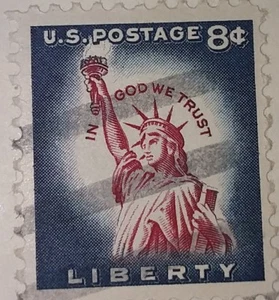 U.S. POSTAGE 8¢
IN GOD WE TRUST
LIBERTY